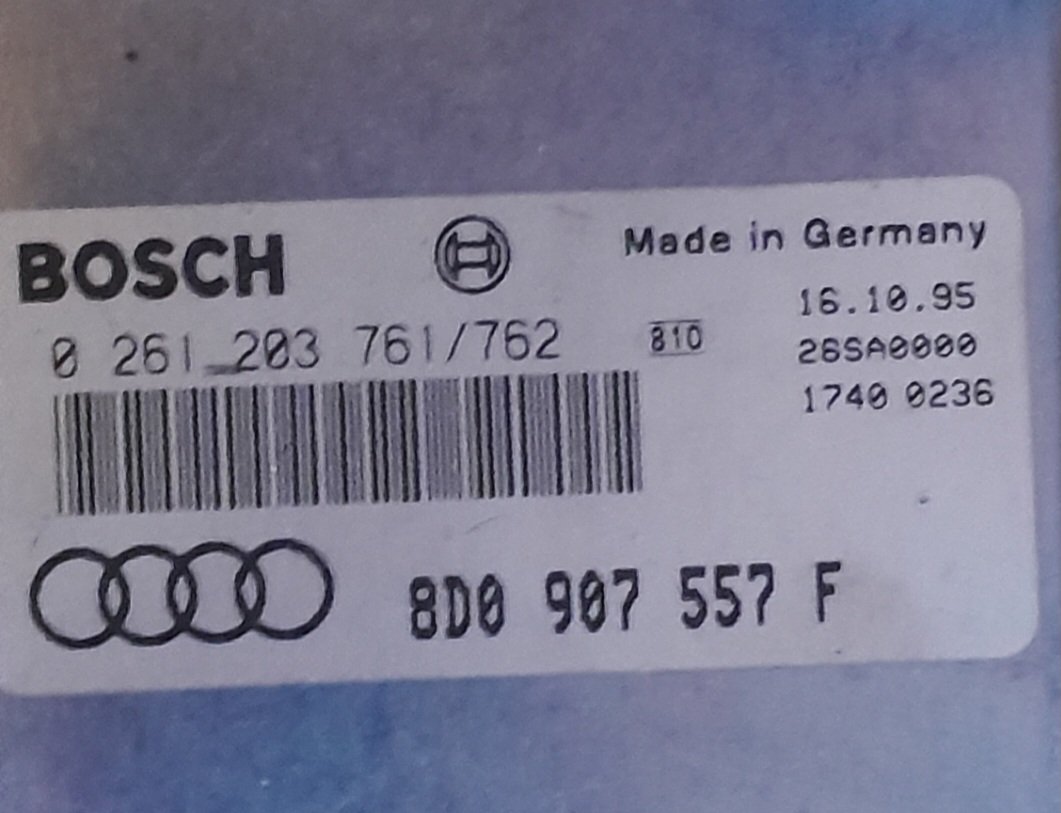 BOSCH
Made in Germany
16.10.95
0 261 203 761/762
810
26SA0000
1740 0236
8D0 907 557 F